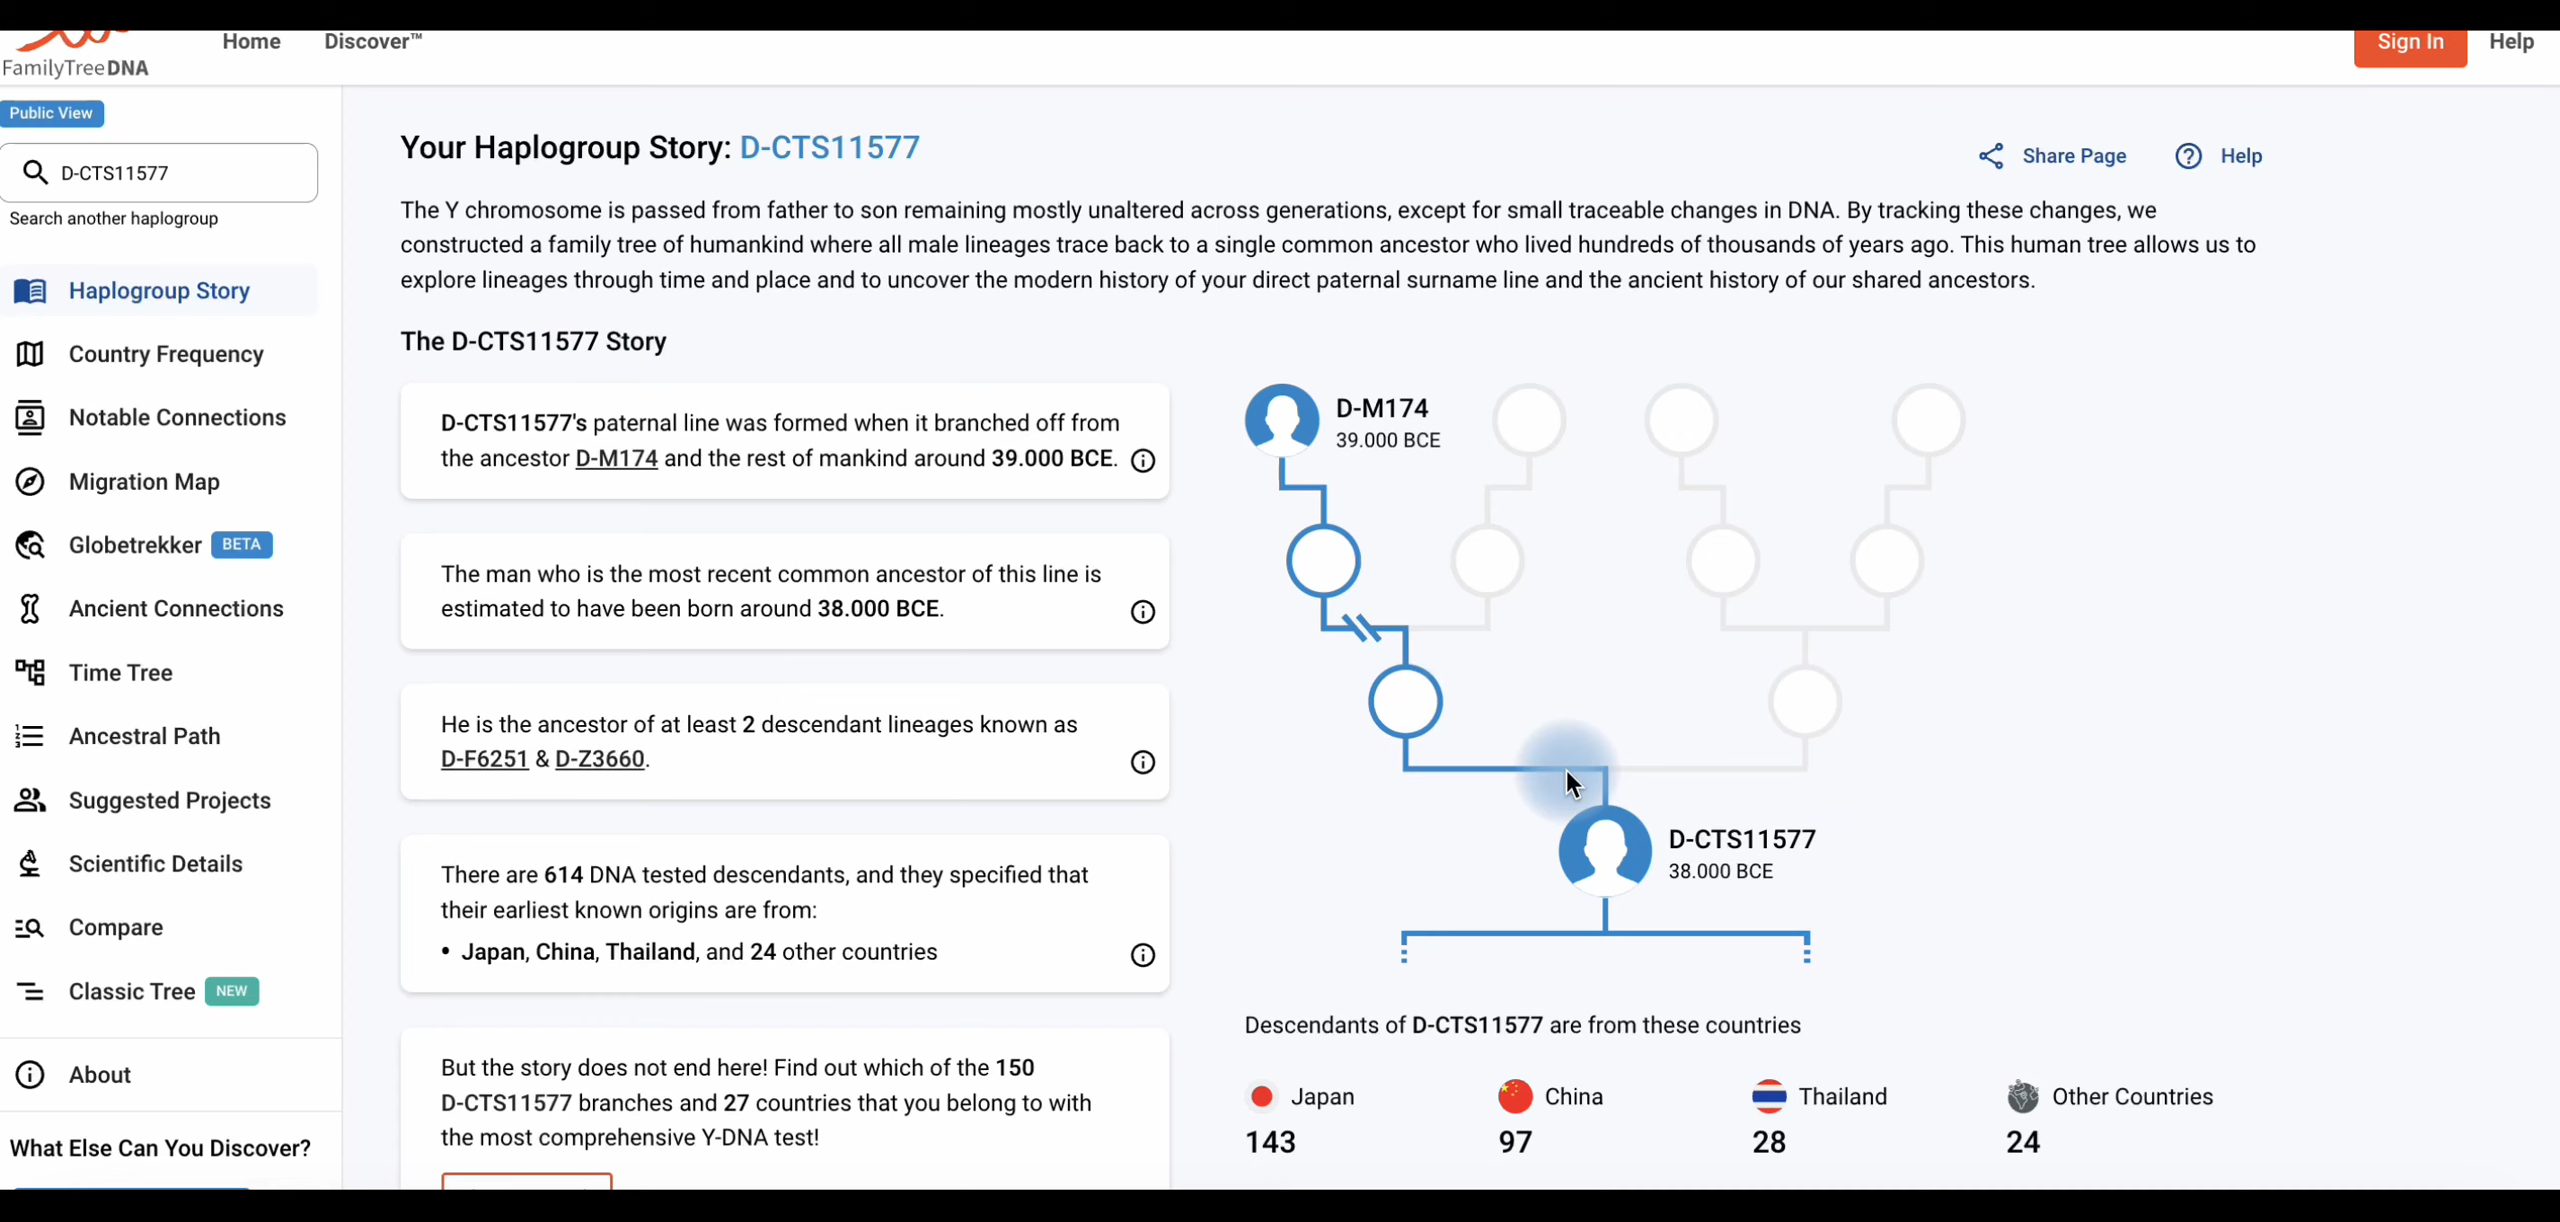 Home
Discover™
Sign In
Help
FamilyTreeDNA
Public View
D-CTS11577
Search another haplogroup
Haplogroup Story
Country Frequency
Notable Connections
Migration Map
Globetrekker BETA
Ancient Connections
Time Tree
Ancestral Path
Suggested Projects
Scientific Details
Compare
Classic Tree NEW
About
What Else Can You Discover?
Your Haplogroup Story: D-CTS11577
Share Page
Help
The Y chromosome is passed from father to son remaining mostly unaltered across generations, except for small traceable changes in DNA. By tracking these changes, we
constructed a family tree of humankind where all male lineages trace back to a single common ancestor who lived hundreds of thousands of years ago. This human tree allows us to
explore lineages through time and place and to uncover the modern history of your direct paternal surname line and the ancient history of our shared ancestors.
The D-CTS11577 Story
D-CTS11577's paternal line was formed when it branched off from
the ancestor D-M174 and the rest of mankind around 39.000 BCE.
The man who is the most recent common ancestor of this line is
estimated to have been born around 38.000 BCE.
He is the ancestor of at least 2 descendant lineages known as
D-F6251 & D-Z3660.
There are 614 DNA tested descendants, and they specified that
their earliest known origins are from:
• Japan, China, Thailand, and 24 other countries
But the story does not end here! Find out which of the 150
D-CTS11577 branches and 27 countries that you belong to with
the most comprehensive Y-DNA test!
D-M174
39.000 BCE
D-CTS11577
38.000 BCE
Descendants of D-CTS11577 are from these countries
Japan
143
China
97
Thailand
28
Other Countries
24